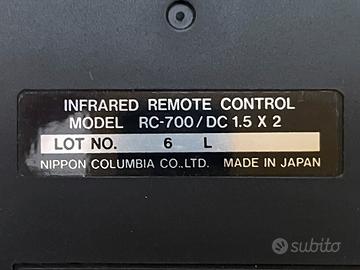 INFRARED REMOTE CONTROL
MODEL RC-700/DC 1.5 X 2
LOT NO. 6 L
NIPPON COLUMBIA CO.,LTD. MADE IN JAPAN
subito